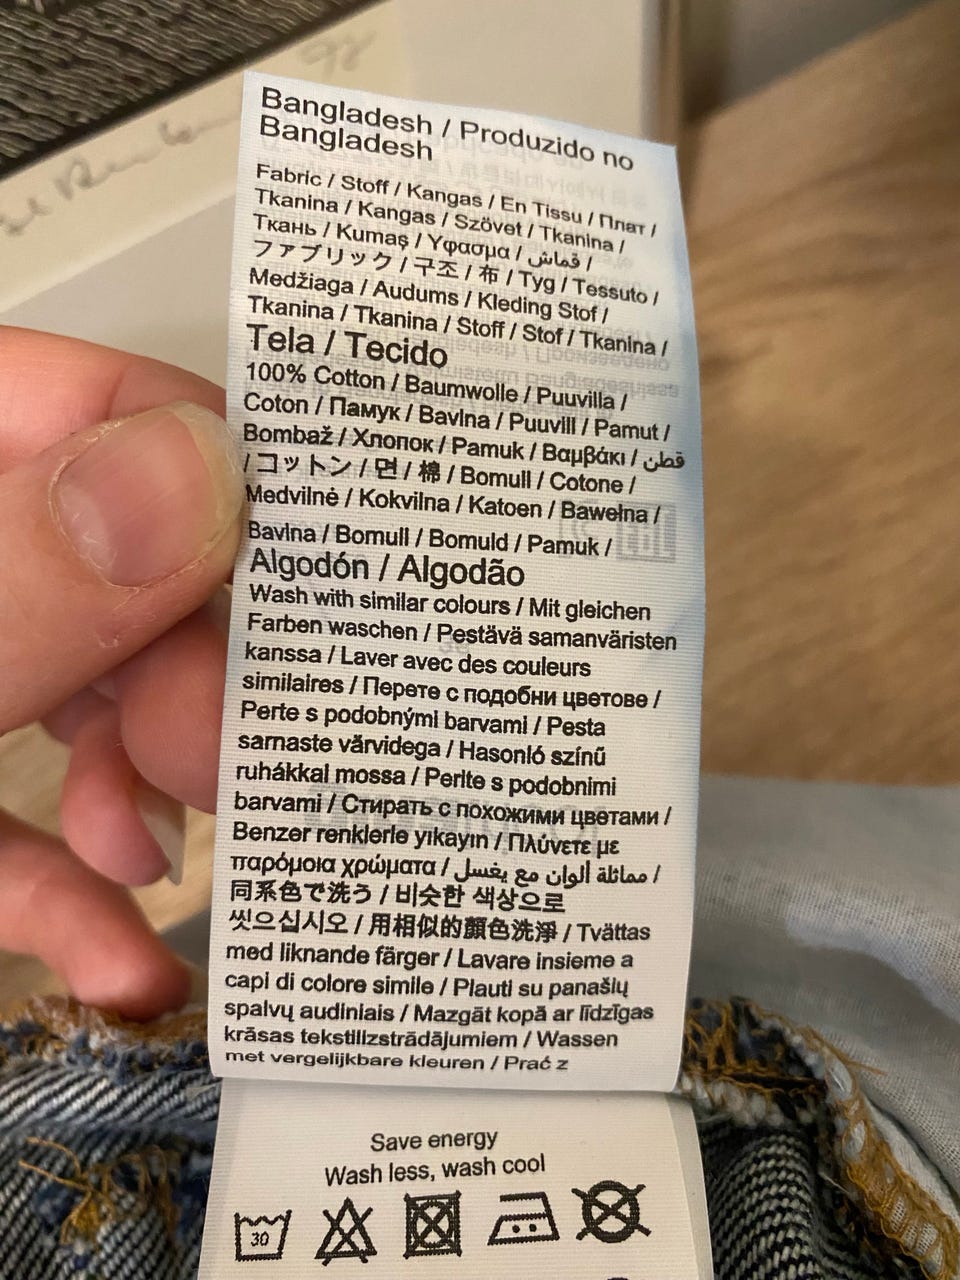 Bangladesh / Produzido no
Bangladesh
Fabric / Stoff / Kangas / En Tissu / Плат /
Tkanina / Kangas / Szövet / Tkanina /
Ткань / Kumaş / Υφασμα / قماش /
ファブリック / 구조 / 布 / Tyg / Tessuto /
Medžiaga / Audums / Kleding Stof /
Tkanina / Tkanina / Stoff / Stof / Tkanina /
Tela / Tecido
100% Cotton / Baumwolle / Puuvilla /
Coton / Памук / Bavlna / Puuvill / Pamut /
Bombaž / Хлопок / Pamuk / Βαμβάκι / قطن
/ コットン / 면 / 棉 / Bomull / Cotone /
Medvilnė / Kokvilna / Katoen / Bawełna /
Bavlna / Bomull / Bomuld / Pamuk /
Algodón / Algodão
Wash with similar colours / Mit gleichen
Farben waschen / Pestävä samanväristen
kanssa / Laver avec des couleurs
similaires / Перете с подобни цветове /
Perte s podobnými barvami / Pesta
sarnaste värvidega / Hasonló színű
ruhákkal mossa / Perite s podobnimi
barvami / Стирать с похожими цветами /
Benzer renklerle yıkayın / Πλύνετε με
παρόμοια χρώματα / مماثلة ألوان مع يغسل /
同系色で洗う / 비슷한 색상으로
씻으십시오 / 用相似的顏色洗淨 / Tvättas
med liknande färger / Lavare insieme a
capi di colore simile / Plauti su panašių
spalvų audiniais / Mazgāt kopā ar līdzīgas
krāsas tekstilizstrādājumiem / Wassen
met vergelijkbare kleuren / Prać z
Save energy
Wash less, wash cool
30